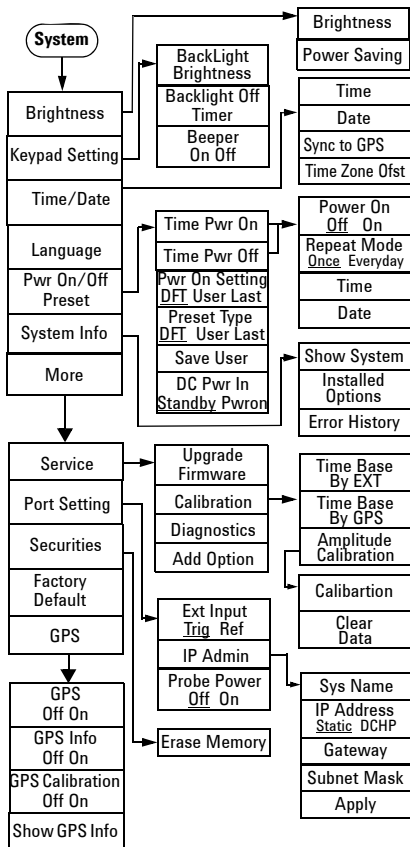 System
Brightness
Keypad Setting
Time/Date
Language
Pwr On/Off
Preset
System Info
More
BackLight
Brightness
Backlight Off
Timer
Beeper
On Off
Brightness
Power Saving
Time
Date
Sync to GPS
Time Zone Ofst
Time Pwr On
Time Pwr Off
Pwr On Setting
DFT User Last
Preset Type
DFT User Last
Save User
DC Pwr In
Standby Pwron
Power On
Off On
Repeat Mode
Once Everyday
Time
Date
Show System
Installed
Options
Error History
Service
Port Setting
Securities
Factory
Default
GPS
Upgrade
Firmware
Calibration
Diagnostics
Add Option
Time Base
By EXT
Time Base
By GPS
Amplitude
Calibration
Calibartion
Clear
Data
Ext Input
Trig Ref
IP Admin
Probe Power
Off On
Sys Name
IP Address
Static DCHP
Gateway
Subnet Mask
Apply
Erase Memory
GPS
Off On
GPS Info
Off On
GPS Calibration
Off On
Show GPS Info